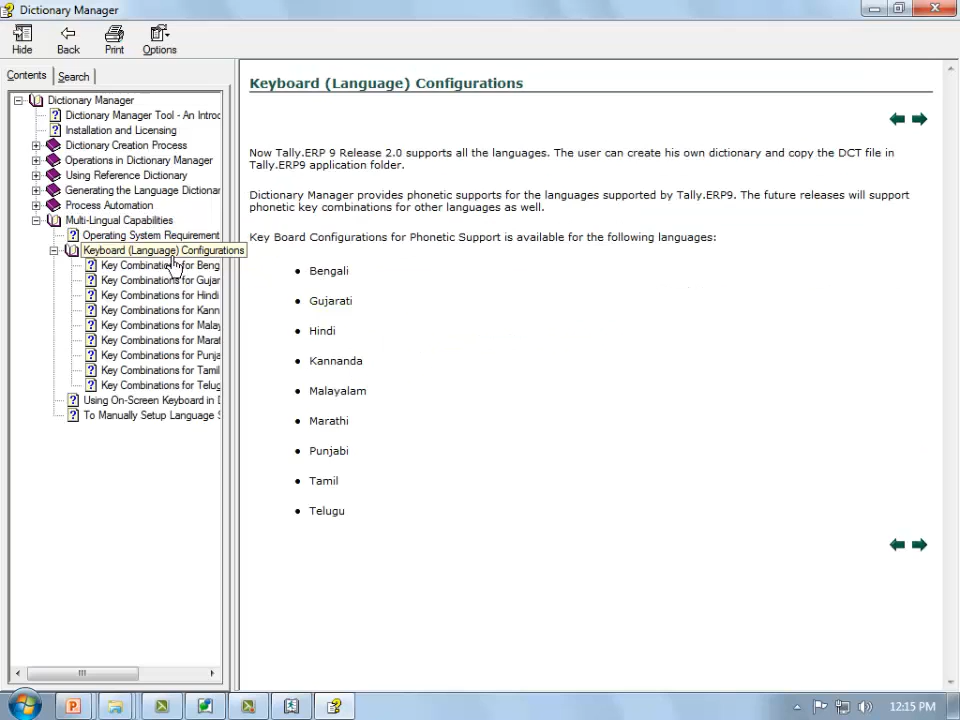 Dictionary Manager
Hide
Back
Print
Options
Contents
Search
Dictionary Manager
Dictionary Manager Tool - An Introc
Installation and Licensing
Dictionary Creation Process
Operations in Dictionary Manager
Using Reference Dictionary
Generating the Language Dictionar
Process Automation
Multi-Lingual Capabilities
Operating System Requirement
Keyboard (Language) Configurations
Key Combinations for Beng
Key Combinations for Gujar
Key Combinations for Hindi
Key Combinations for Kann
Key Combinations for Malay
Key Combinations for Marat
Key Combinations for Punja
Key Combinations for Tamil
Key Combinations for Telug
Using On-Screen Keyboard in D
To Manually Setup Language S
Keyboard (Language) Configurations
Now Tally.ERP 9 Release 2.0 supports all the languages. The user can create his own dictionary and copy the DCT file in
Tally.ERP9 application folder.
Dictionary Manager provides phonetic supports for the languages supported by Tally.ERP9. The future releases will support
phonetic key combinations for other languages as well.
Key Board Configurations for Phonetic Support is available for the following languages:
Bengali
Gujarati
Hindi
Kannanda
Malayalam
Marathi
Punjabi
Tamil
Telugu
12:15 PM